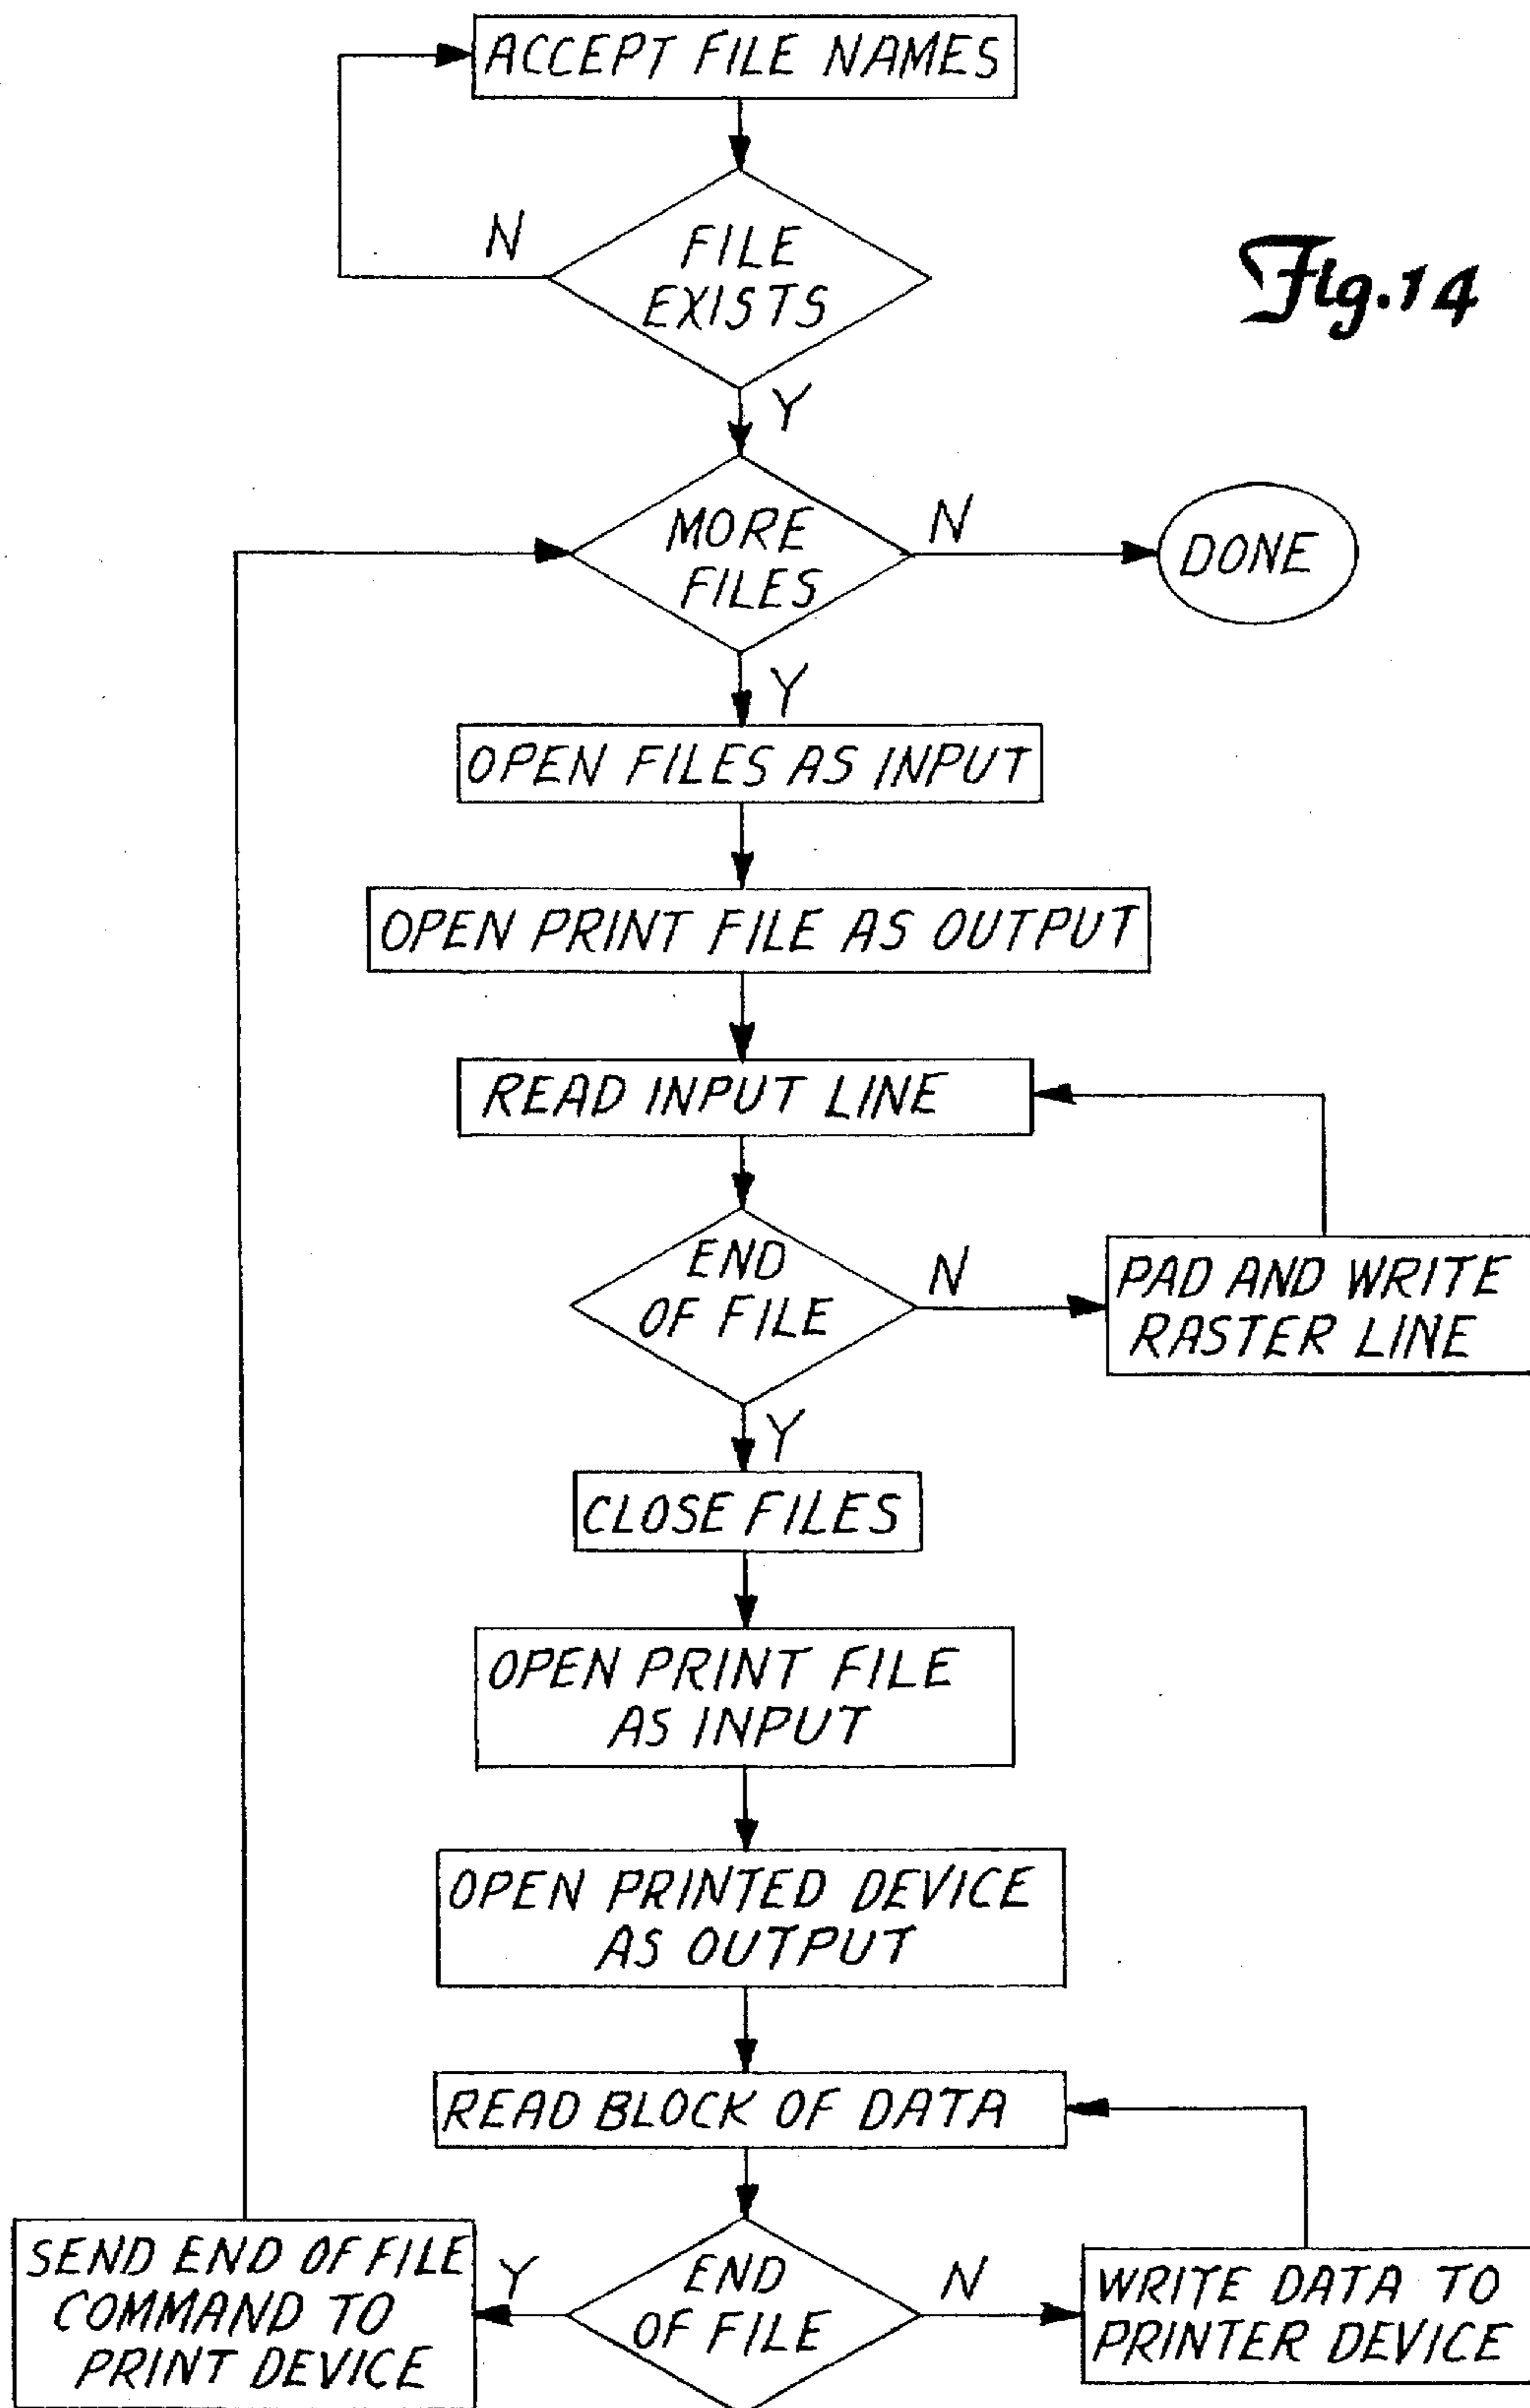 ACCEPT FILE NAMES
N
FILE
EXISTS
Fig.14
Y
MORE
FILES
N
DONE
Y
OPEN FILES AS INPUT
OPEN PRINT FILE AS OUTPUT
READ INPUT LINE
END
OF FILE
N
PAD AND WRITE
RASTER LINE
Y
CLOSE FILES
OPEN PRINT FILE
AS INPUT
OPEN PRINTED DEVICE
AS OUTPUT
READ BLOCK OF DATA
SEND END OF FILE
COMMAND TO
PRINT DEVICE
Y
END
OF FILE
N
WRITE DATA TO
PRINTER DEVICE